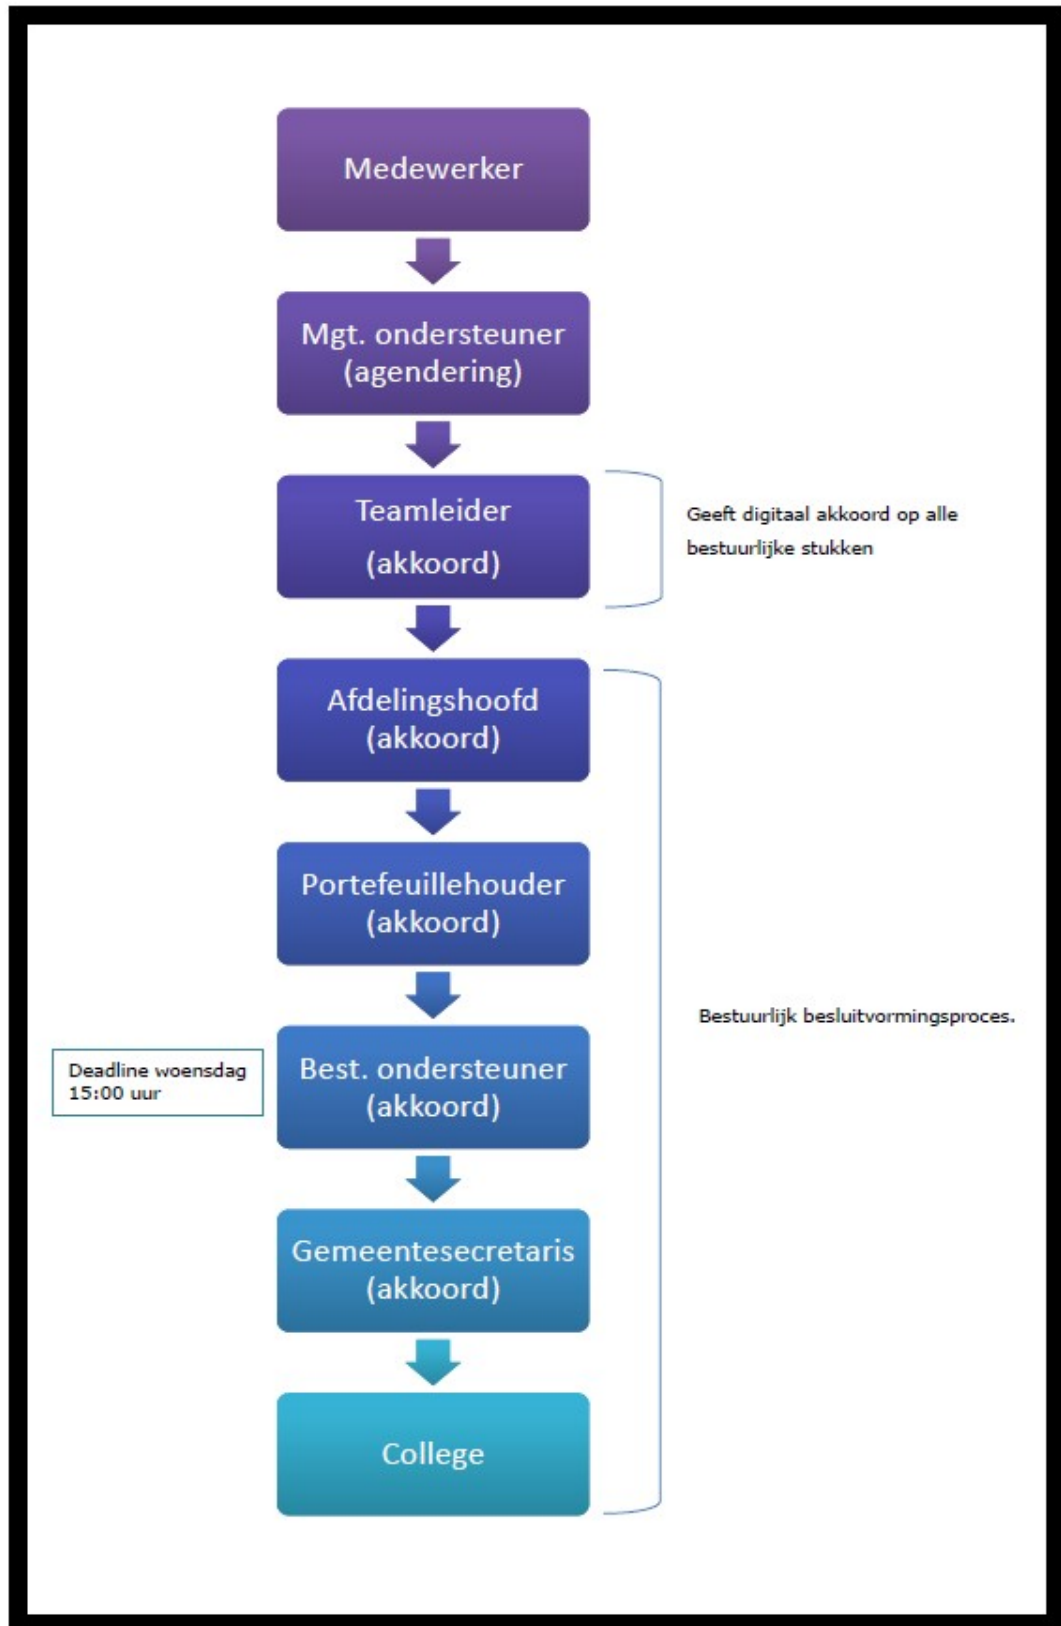 Medewerker
Mgt. ondersteuner
(agendering)
Teamleider
(akkoord)
Geeft digitaal akkoord op alle
bestuurlijke stukken
Afdelingshoofd
(akkoord)
Portefeuillehouder
(akkoord)
Bestuurlijk besluitvormingsproces.
Deadline woensdag
15:00 uur
Best. ondersteuner
(akkoord)
Gemeentesecretaris
(akkoord)
College